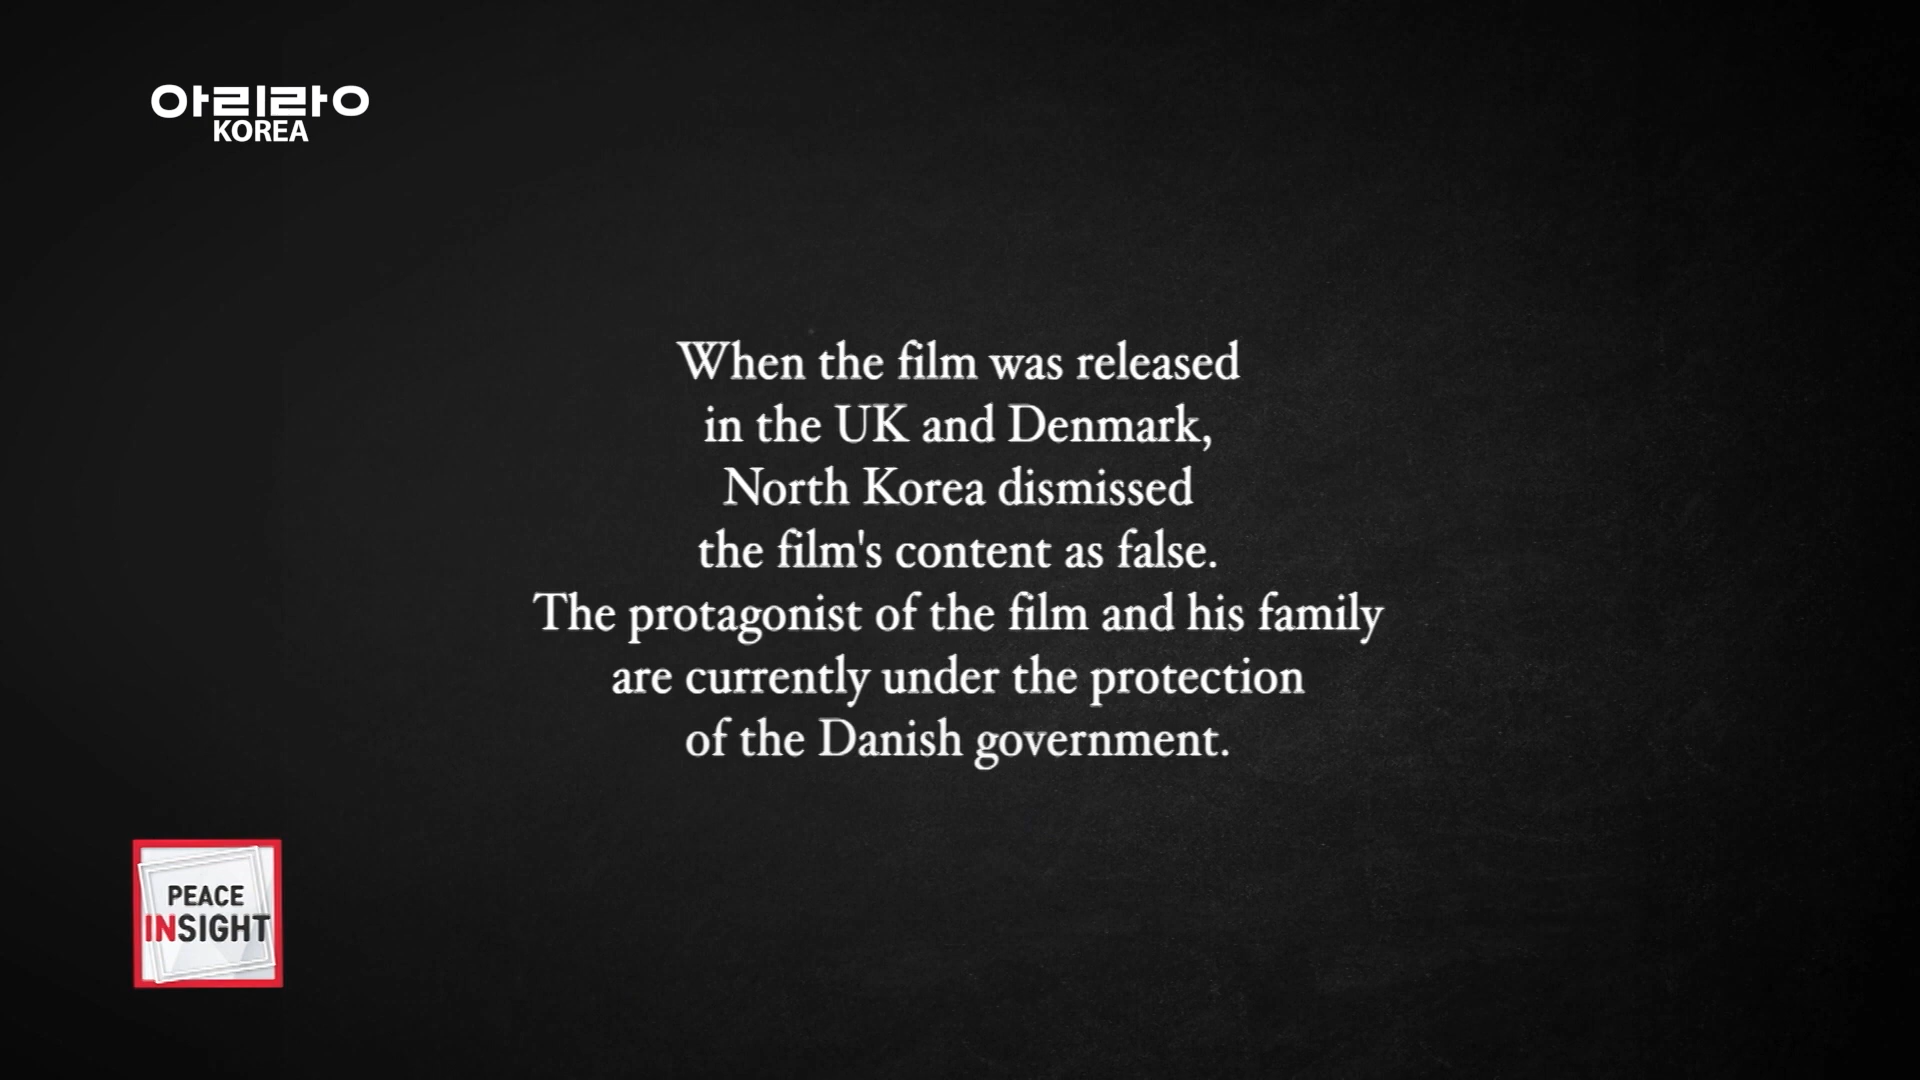 아리랑
KOREA
When the film was released
in the UK and Denmark,
North Korea dismissed
the film's content as false.
The protagonist of the film and his family
are currently under the protection
of the Danish government.
PEACE
INSIGHT